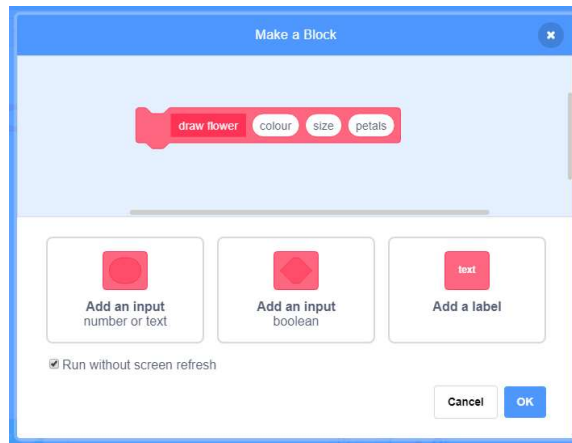 Make a Block
draw flower colour size petals
text
Add an input
number or text
Add an input
boolean
Add a label
Run without screen refresh
Cancel OK